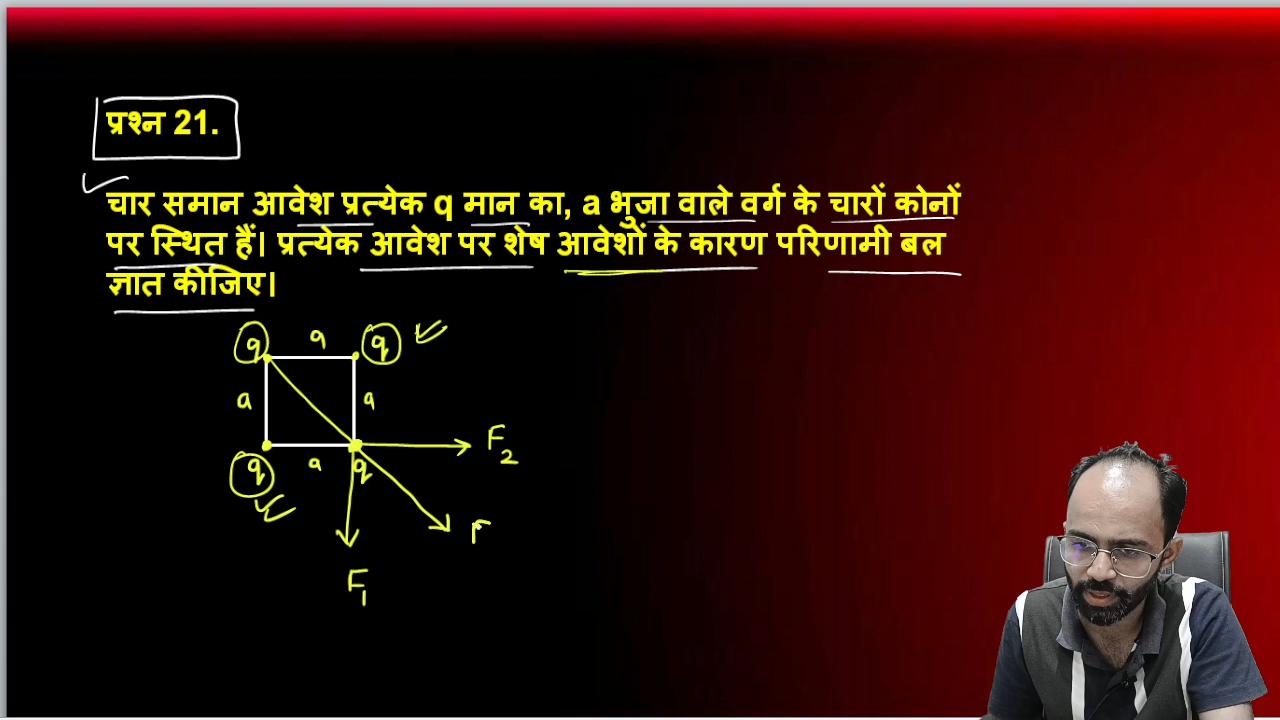 प्रश्न 21.
चार समान आवेश प्रत्येक q मान का, a भुजा वाले वर्ग के चारों कोनों
पर स्थित हैं। प्रत्येक आवेश पर शेष आवेशों के कारण परिणामी बल
ज्ञात कीजिए।
q a q
a a
q a q
F₂
F₁